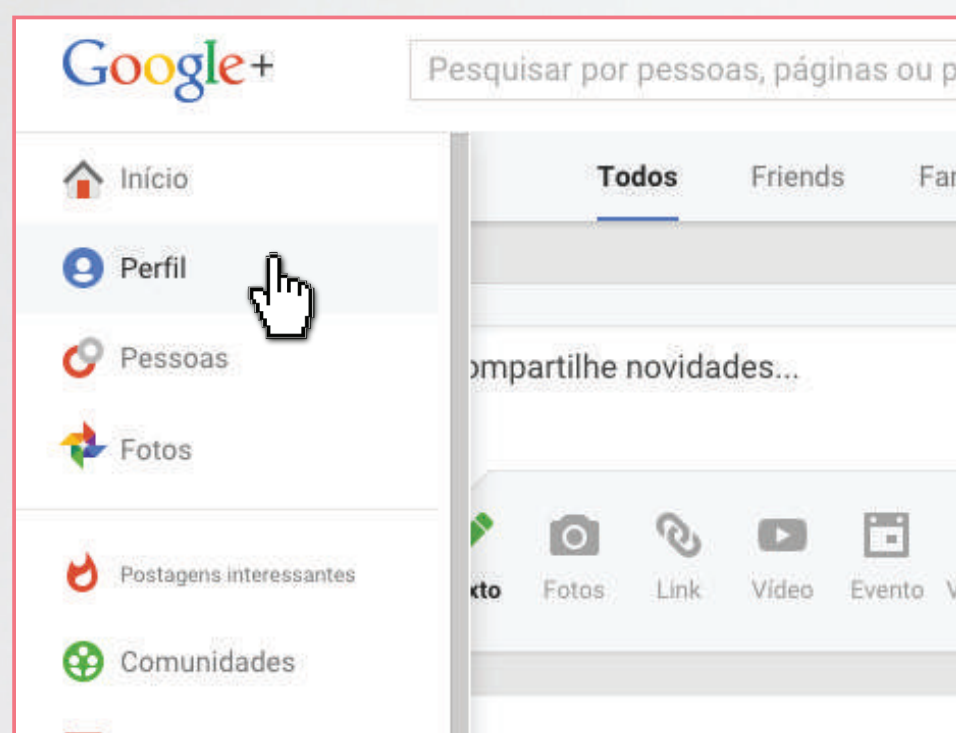 Google+
Pesquisar por pessoas, páginas ou p
Início
Perfil
Pessoas
Fotos
Postagens interessantes
Comunidades
Todos Friends Far
ompartilhe novidades...
xto Fotos Link Vídeo Evento V